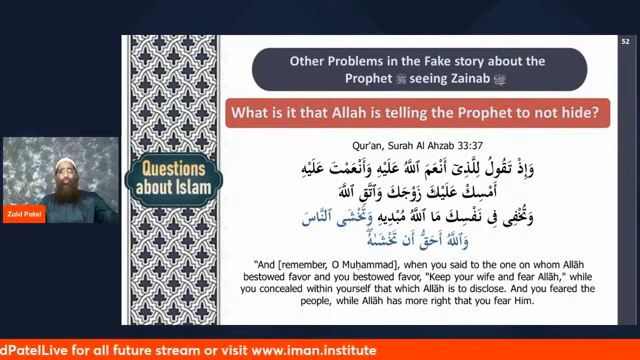 52
Other Problems in the Fake story about the
Prophet ﷺ seeing Zainab
What is it that Allah is telling the Prophet to not hide?
Qur'an, Surah Al Ahzab 33:37
وَإِذْ تَقُولُ لِلَّذِىٓ أَنْعَمَ ٱللَّهُ عَلَيْهِ وَأَنْعَمْتَ عَلَيْهِ
أَمْسِكْ عَلَيْكَ زَوْجَكَ وَٱتَّقِ ٱللَّهَ
وَتُخْفِى فِى نَفْسِكَ مَا ٱللَّهُ مُبْدِيهِ وَتَخْشَى ٱلنَّاسَ
وَٱللَّهُ أَحَقُّ أَن تَخْشَىٰهُ ۖ
"And [remember, O Muḥammad], when you said to the one on whom Allāh
bestowed favor and you bestowed favor, "Keep your wife and fear Allāh," while
you concealed within yourself that which Allāh is to disclose. And you feared the
people, while Allāh has more right that you fear Him.
Questions
about Islam
Zaid Patel
dPatelLive for all future stream or visit www.iman.institute